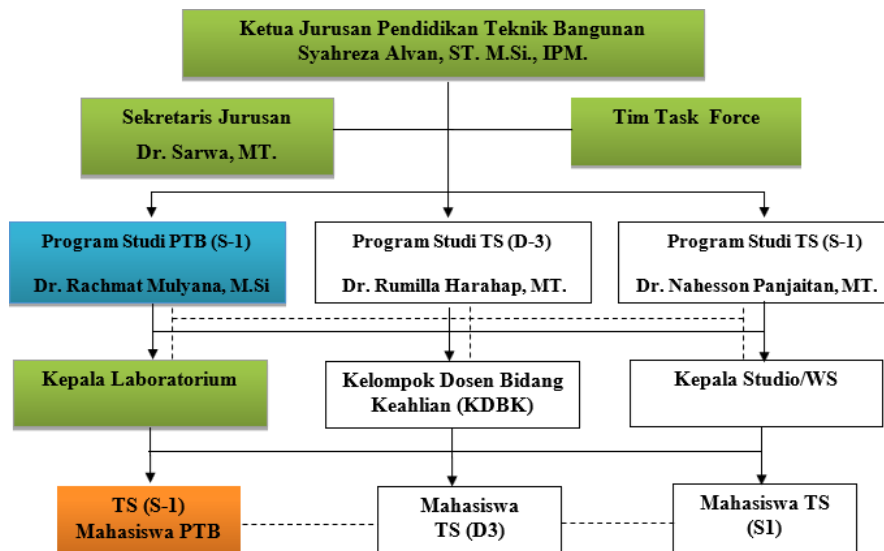 Ketua Jurusan Pendidikan Teknik Bangunan
Syahreza Alvan, ST. M.Si., IPM.
Sekretaris Jurusan
Dr. Sarwa, MT.
Tim Task Force
Program Studi PTB (S-1)
Dr. Rachmat Mulyana, M.Si
Program Studi TS (D-3)
Dr. Rumilla Harahap, MT.
Program Studi TS (S-1)
Dr. Nahesson Panjaitan, MT.
Kepala Laboratorium
Kelompok Dosen Bidang
Keahlian (KDBK)
Kepala Studio/WS
TS (S-1)
Mahasiswa PTB
Mahasiswa
TS (D3)
Mahasiswa TS
(S1)